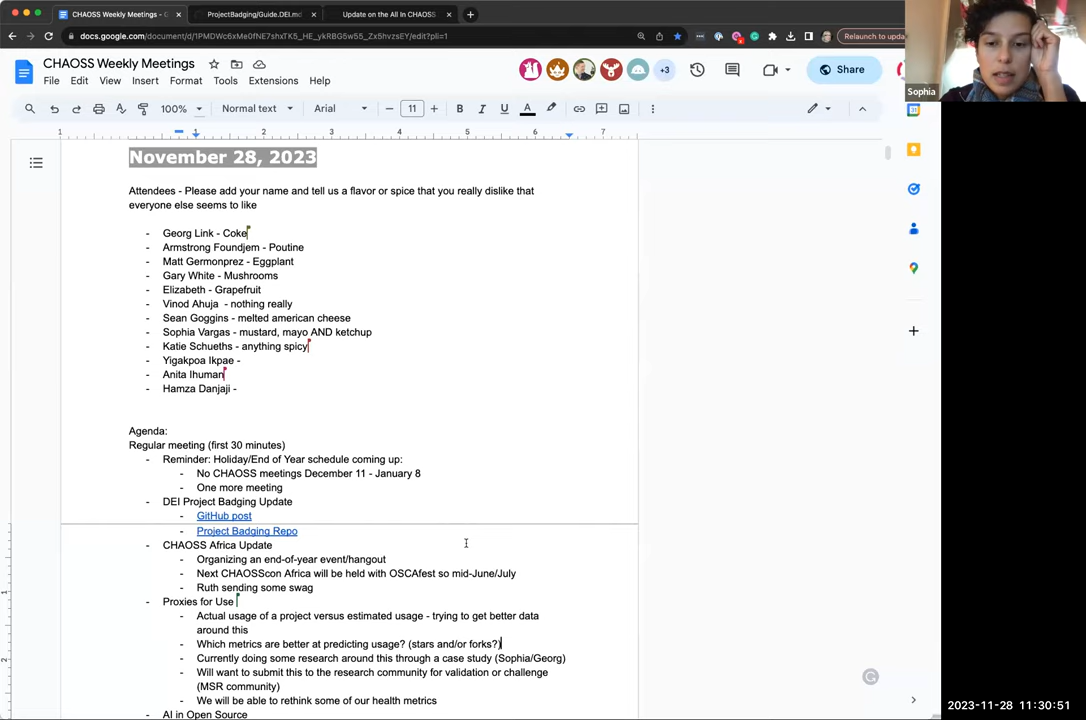 CHAOSS Weekly Meetings - G
ProjectBadging/Guide.DEI.md
Update on the All In CHAOSS
docs.google.com/document/d/1PMDWc6xMe0fNE7shxTK5_HE_ykRBG5w55_Zx5hvzsEY/edit?pli=1
Relaunch to upda
CHAOSS Weekly Meetings
File Edit View Insert Format Tools Extensions Help
+3
Share
Sophia
100% Normal text Arial 11
November 28, 2023
Attendees - Please add your name and tell us a flavor or spice that you really dislike that
everyone else seems to like
- Georg Link - Coke
- Armstrong Foundjem - Poutine
- Matt Germonprez - Eggplant
- Gary White - Mushrooms
- Elizabeth - Grapefruit
- Vinod Ahuja - nothing really
- Sean Goggins - melted american cheese
- Sophia Vargas - mustard, mayo AND ketchup
- Katie Schueths - anything spicy
- Yigakpoa Ikpae -
- Anita Ihuman
- Hamza Danjaji -
Agenda:
Regular meeting (first 30 minutes)
- Reminder: Holiday/End of Year schedule coming up:
- No CHAOSS meetings December 11 - January 8
- One more meeting
- DEI Project Badging Update
- GitHub post
- Project Badging Repo
- CHAOSS Africa Update
- Organizing an end-of-year event/hangout
- Next CHAOSScon Africa will be held with OSCAfest so mid-June/July
- Ruth sending some swag
- Proxies for Use
- Actual usage of a project versus estimated usage - trying to get better data
around this
- Which metrics are better at predicting usage? (stars and/or forks?)
- Currently doing some research around this through a case study (Sophia/Georg)
- Will want to submit this to the research community for validation or challenge
(MSR community)
- We will be able to rethink some of our health metrics
- AI in Open Source
2023-11-28 11:30:51